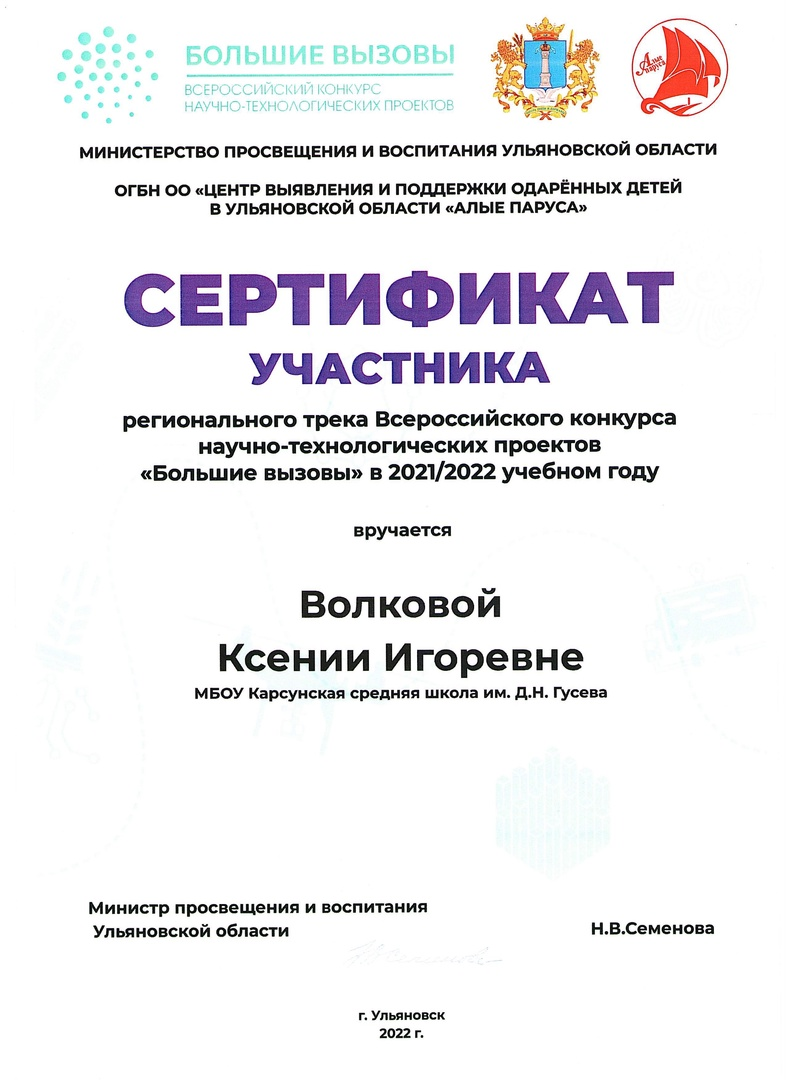 БОЛЬШИЕ ВЫЗОВЫ
ВСЕРОССИЙСКИЙ КОНКУРС
НАУЧНО-ТЕХНОЛОГИЧЕСКИХ ПРОЕКТОВ
Алые
паруса
МИНИСТЕРСТВО ПРОСВЕЩЕНИЯ И ВОСПИТАНИЯ УЛЬЯНОВСКОЙ ОБЛАСТИ
ОГБН ОО «ЦЕНТР ВЫЯВЛЕНИЯ И ПОДДЕРЖКИ ОДАРЁННЫХ ДЕТЕЙ
В УЛЬЯНОВСКОЙ ОБЛАСТИ «АЛЫЕ ПАРУСА»
СЕРТИФИКАТ
УЧАСТНИКА
регионального трека Всероссийского конкурса
научно-технологических проектов
«Большие вызовы» в 2021/2022 учебном году
вручается
Волковой
Ксении Игоревне
МБОУ Карсунская средняя школа им. Д.Н. Гусева
Министр просвещения и воспитания
Ульяновской области
Н.В.Семенова
г. Ульяновск
2022 г.